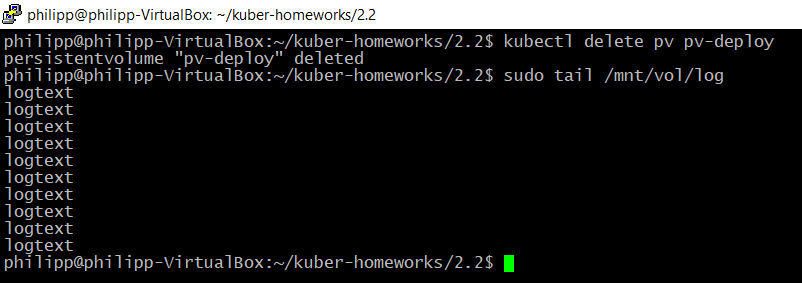 philipp@philipp-VirtualBox: ~/kuber-homeworks/2.2
philipp@philipp-VirtualBox:~/kuber-homeworks/2.2$ kubectl delete pv pv-deploy
persistentvolume "pv-deploy" deleted
philipp@philipp-VirtualBox:~/kuber-homeworks/2.2$ sudo tail /mnt/vol/log
logtext
logtext
logtext
logtext
logtext
logtext
logtext
logtext
logtext
logtext
philipp@philipp-VirtualBox:~/kuber-homeworks/2.2$